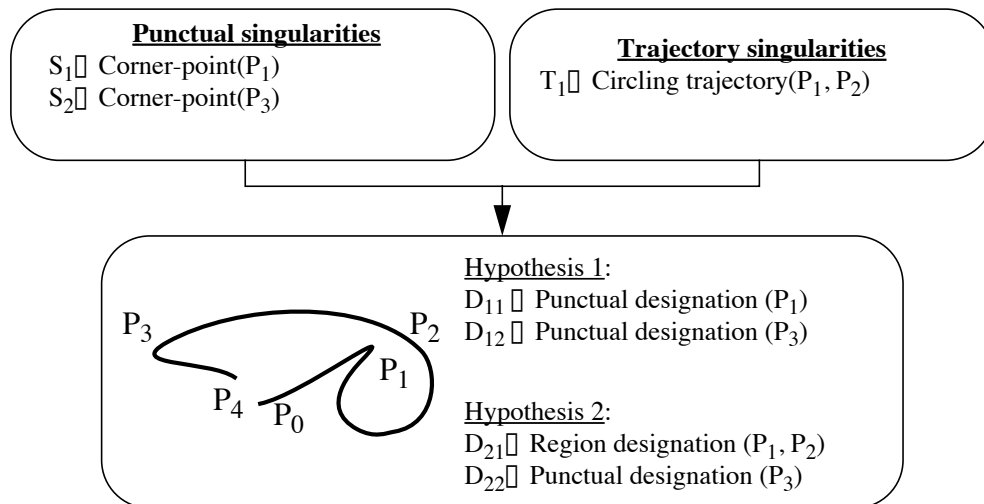 Punctual singularities
S₁▯ Corner-point(P₁)
S₂▯ Corner-point(P₃)
Trajectory singularities
T₁▯ Circling trajectory(P₁, P₂)
P₃
P₂
P₁
P₄
P₀
Hypothesis 1:
D₁₁▯ Punctual designation (P₁)
D₁₂▯ Punctual designation (P₃)
Hypothesis 2:
D₂₁▯ Region designation (P₁, P₂)
D₂₂▯ Punctual designation (P₃)